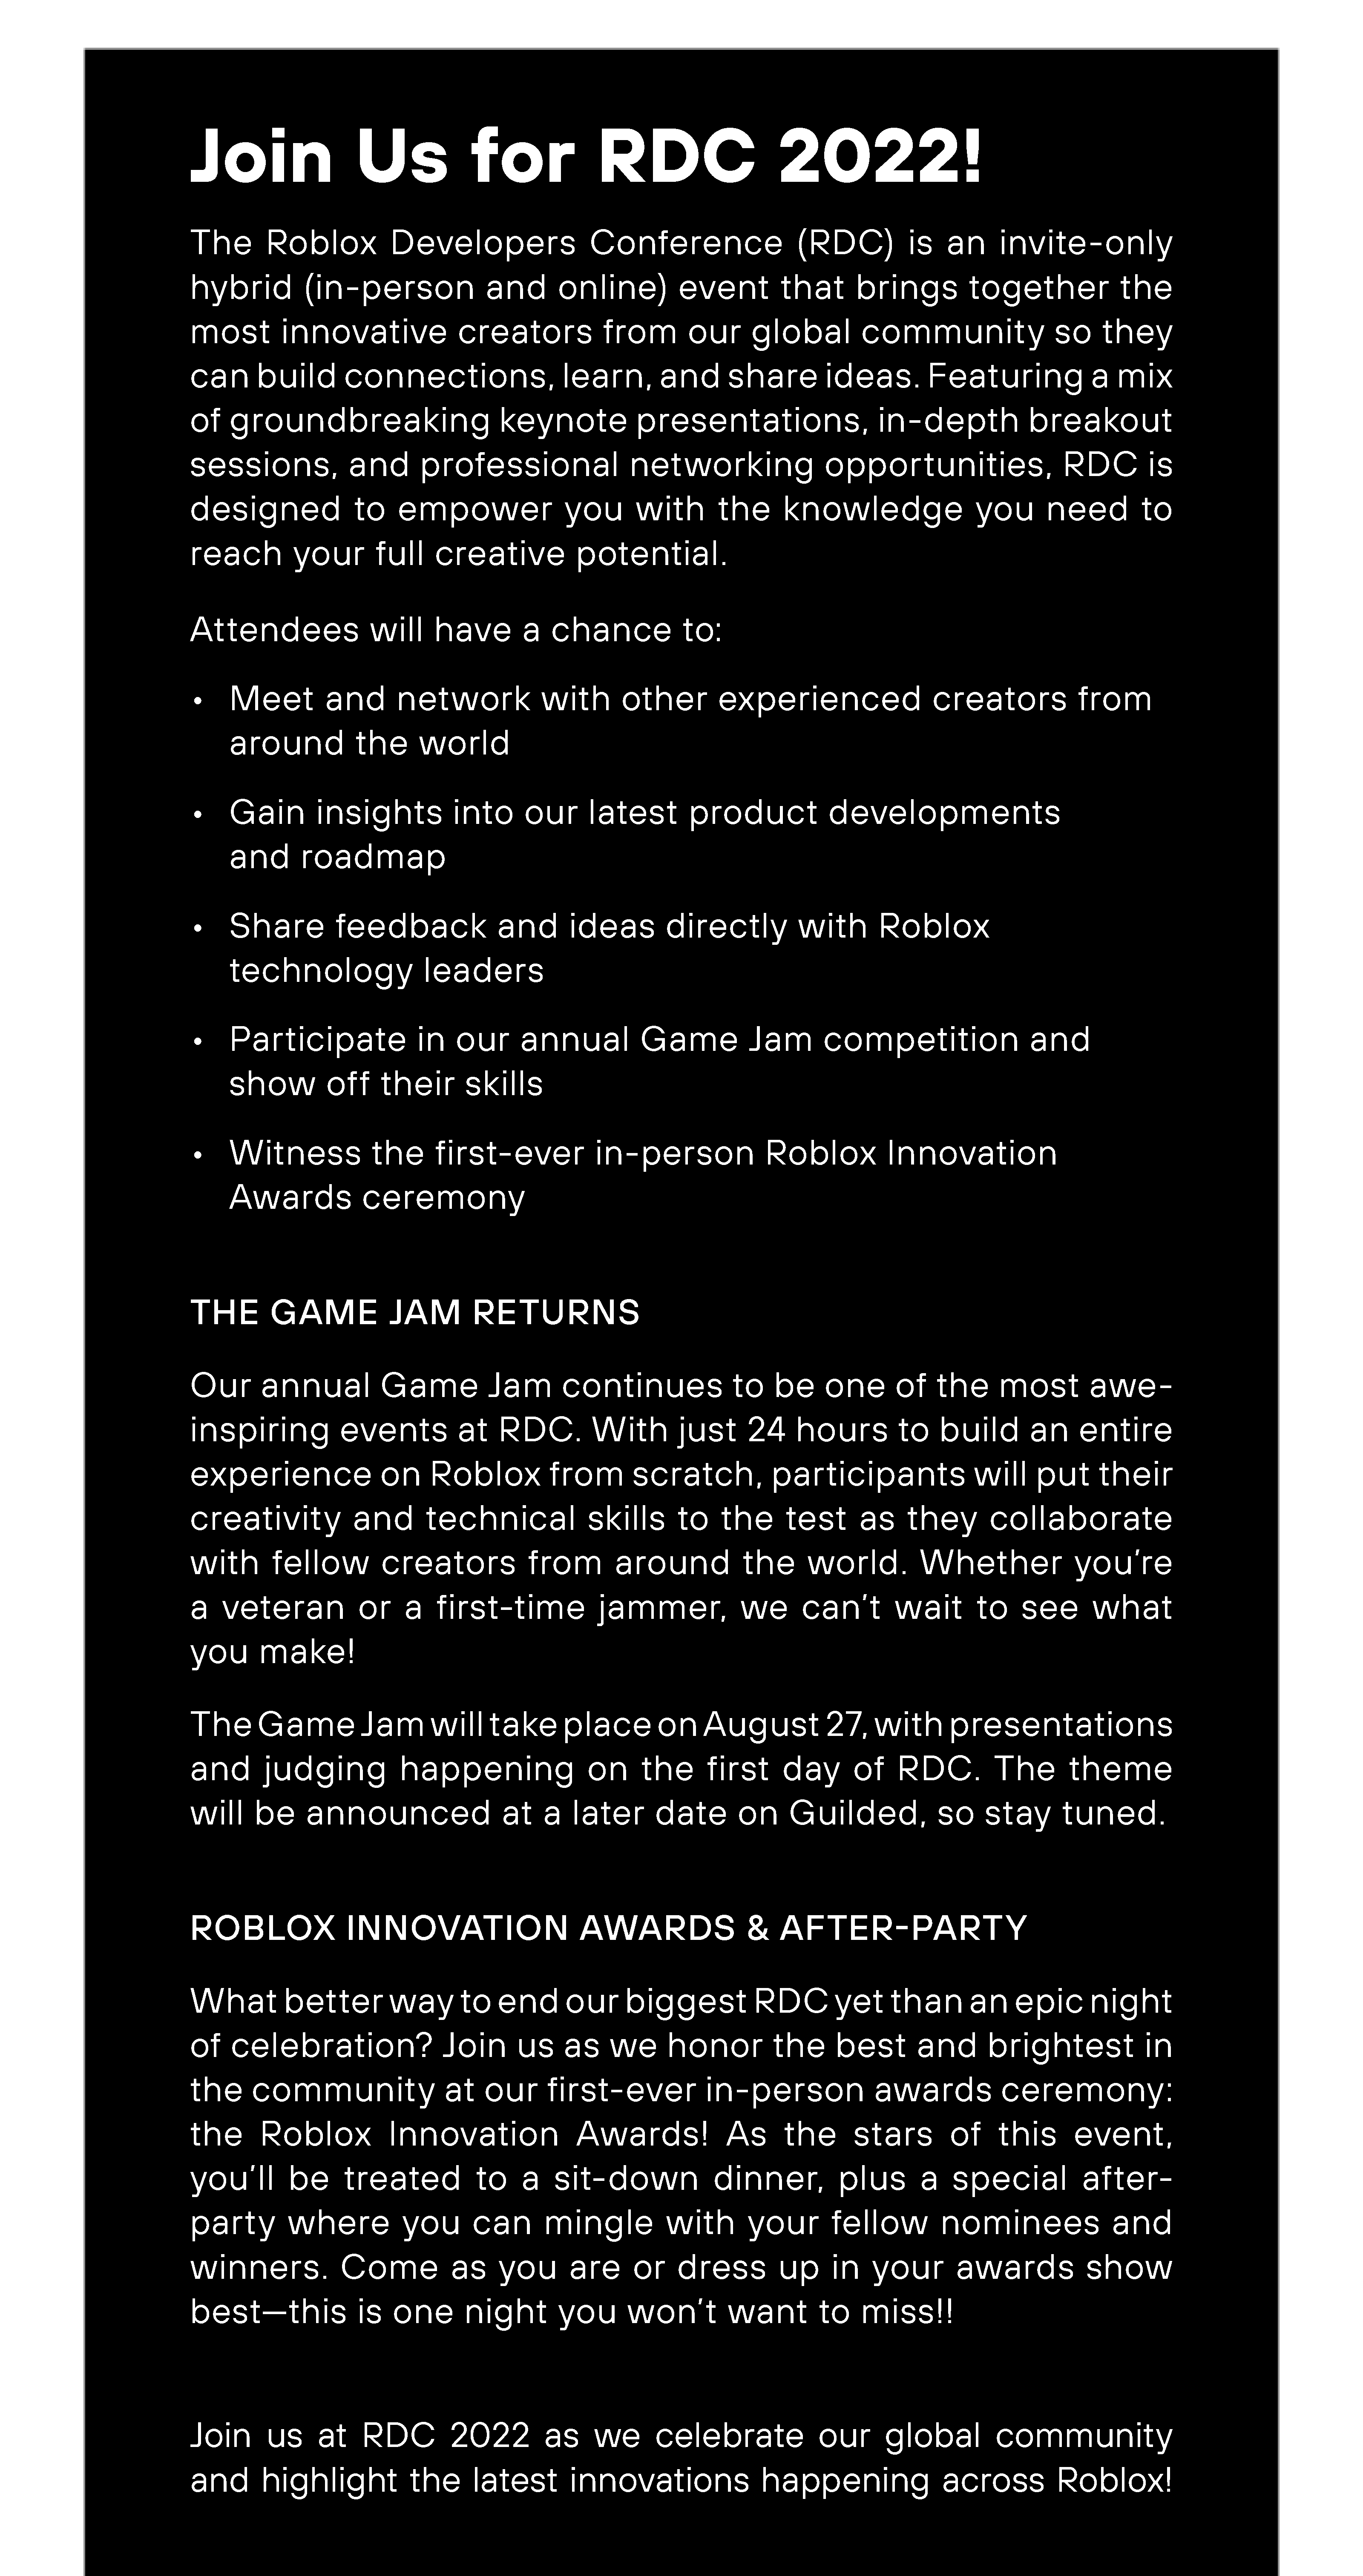 Join Us for RDC 2022!
The Roblox Developers Conference (RDC) is an invite-only
hybrid (in-person and online) event that brings together the
most innovative creators from our global community so they
can build connections, learn, and share ideas. Featuring a mix
of groundbreaking keynote presentations, in-depth breakout
sessions, and professional networking opportunities, RDC is
designed to empower you with the knowledge you need to
reach your full creative potential.
Attendees will have a chance to:
• Meet and network with other experienced creators from
around the world
• Gain insights into our latest product developments
and roadmap
• Share feedback and ideas directly with Roblox
technology leaders
• Participate in our annual Game Jam competition and
show off their skills
• Witness the first-ever in-person Roblox Innovation
Awards ceremony
THE GAME JAM RETURNS
Our annual Game Jam continues to be one of the most awe-
inspiring events at RDC. With just 24 hours to build an entire
experience on Roblox from scratch, participants will put their
creativity and technical skills to the test as they collaborate
with fellow creators from around the world. Whether you’re
a veteran or a first-time jammer, we can’t wait to see what
you make!
The Game Jam will take place on August 27, with presentations
and judging happening on the first day of RDC. The theme
will be announced at a later date on Guilded, so stay tuned.
ROBLOX INNOVATION AWARDS & AFTER-PARTY
What better way to end our biggest RDC yet than an epic night
of celebration? Join us as we honor the best and brightest in
the community at our first-ever in-person awards ceremony:
the Roblox Innovation Awards! As the stars of this event,
you’ll be treated to a sit-down dinner, plus a special after-
party where you can mingle with your fellow nominees and
winners. Come as you are or dress up in your awards show
best—this is one night you won’t want to miss!!
Join us at RDC 2022 as we celebrate our global community
and highlight the latest innovations happening across Roblox!